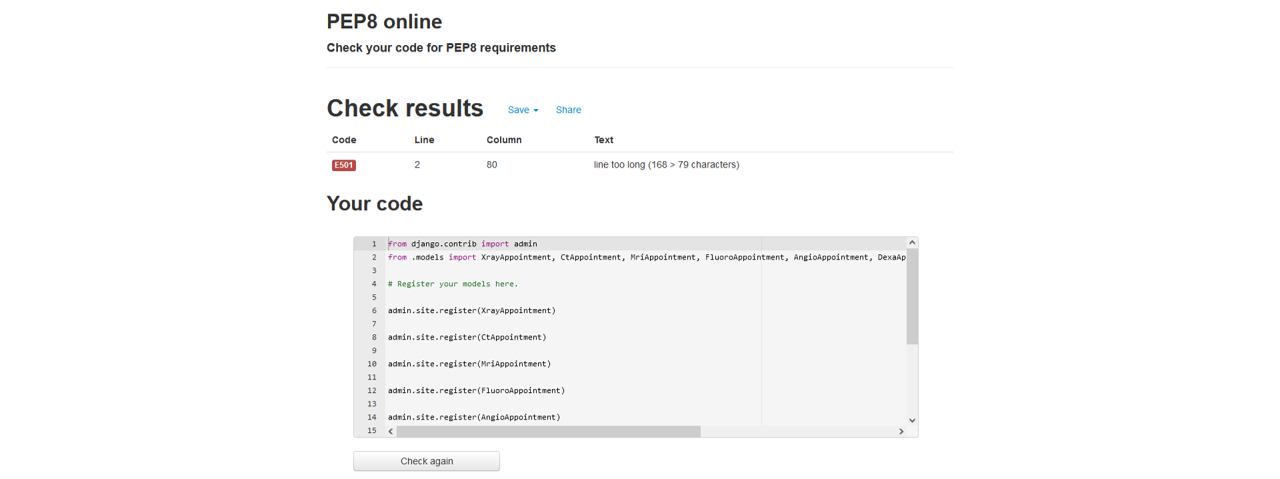 PEP8 online
Check your code for PEP8 requirements
Check results Save Share
Code Line Column Text
E501 2 80 line too long (168 > 79 characters)
Your code
1 from django.contrib import admin
2 from .models import XrayAppointment, CtAppointment, MriAppointment, FluoroAppointment, AngioAppointment, DexaAp
3
4 # Register your models here.
5
6 admin.site.register(XrayAppointment)
7
8 admin.site.register(CtAppointment)
9
10 admin.site.register(MriAppointment)
11
12 admin.site.register(FluoroAppointment)
13
14 admin.site.register(AngioAppointment)
15
Check again